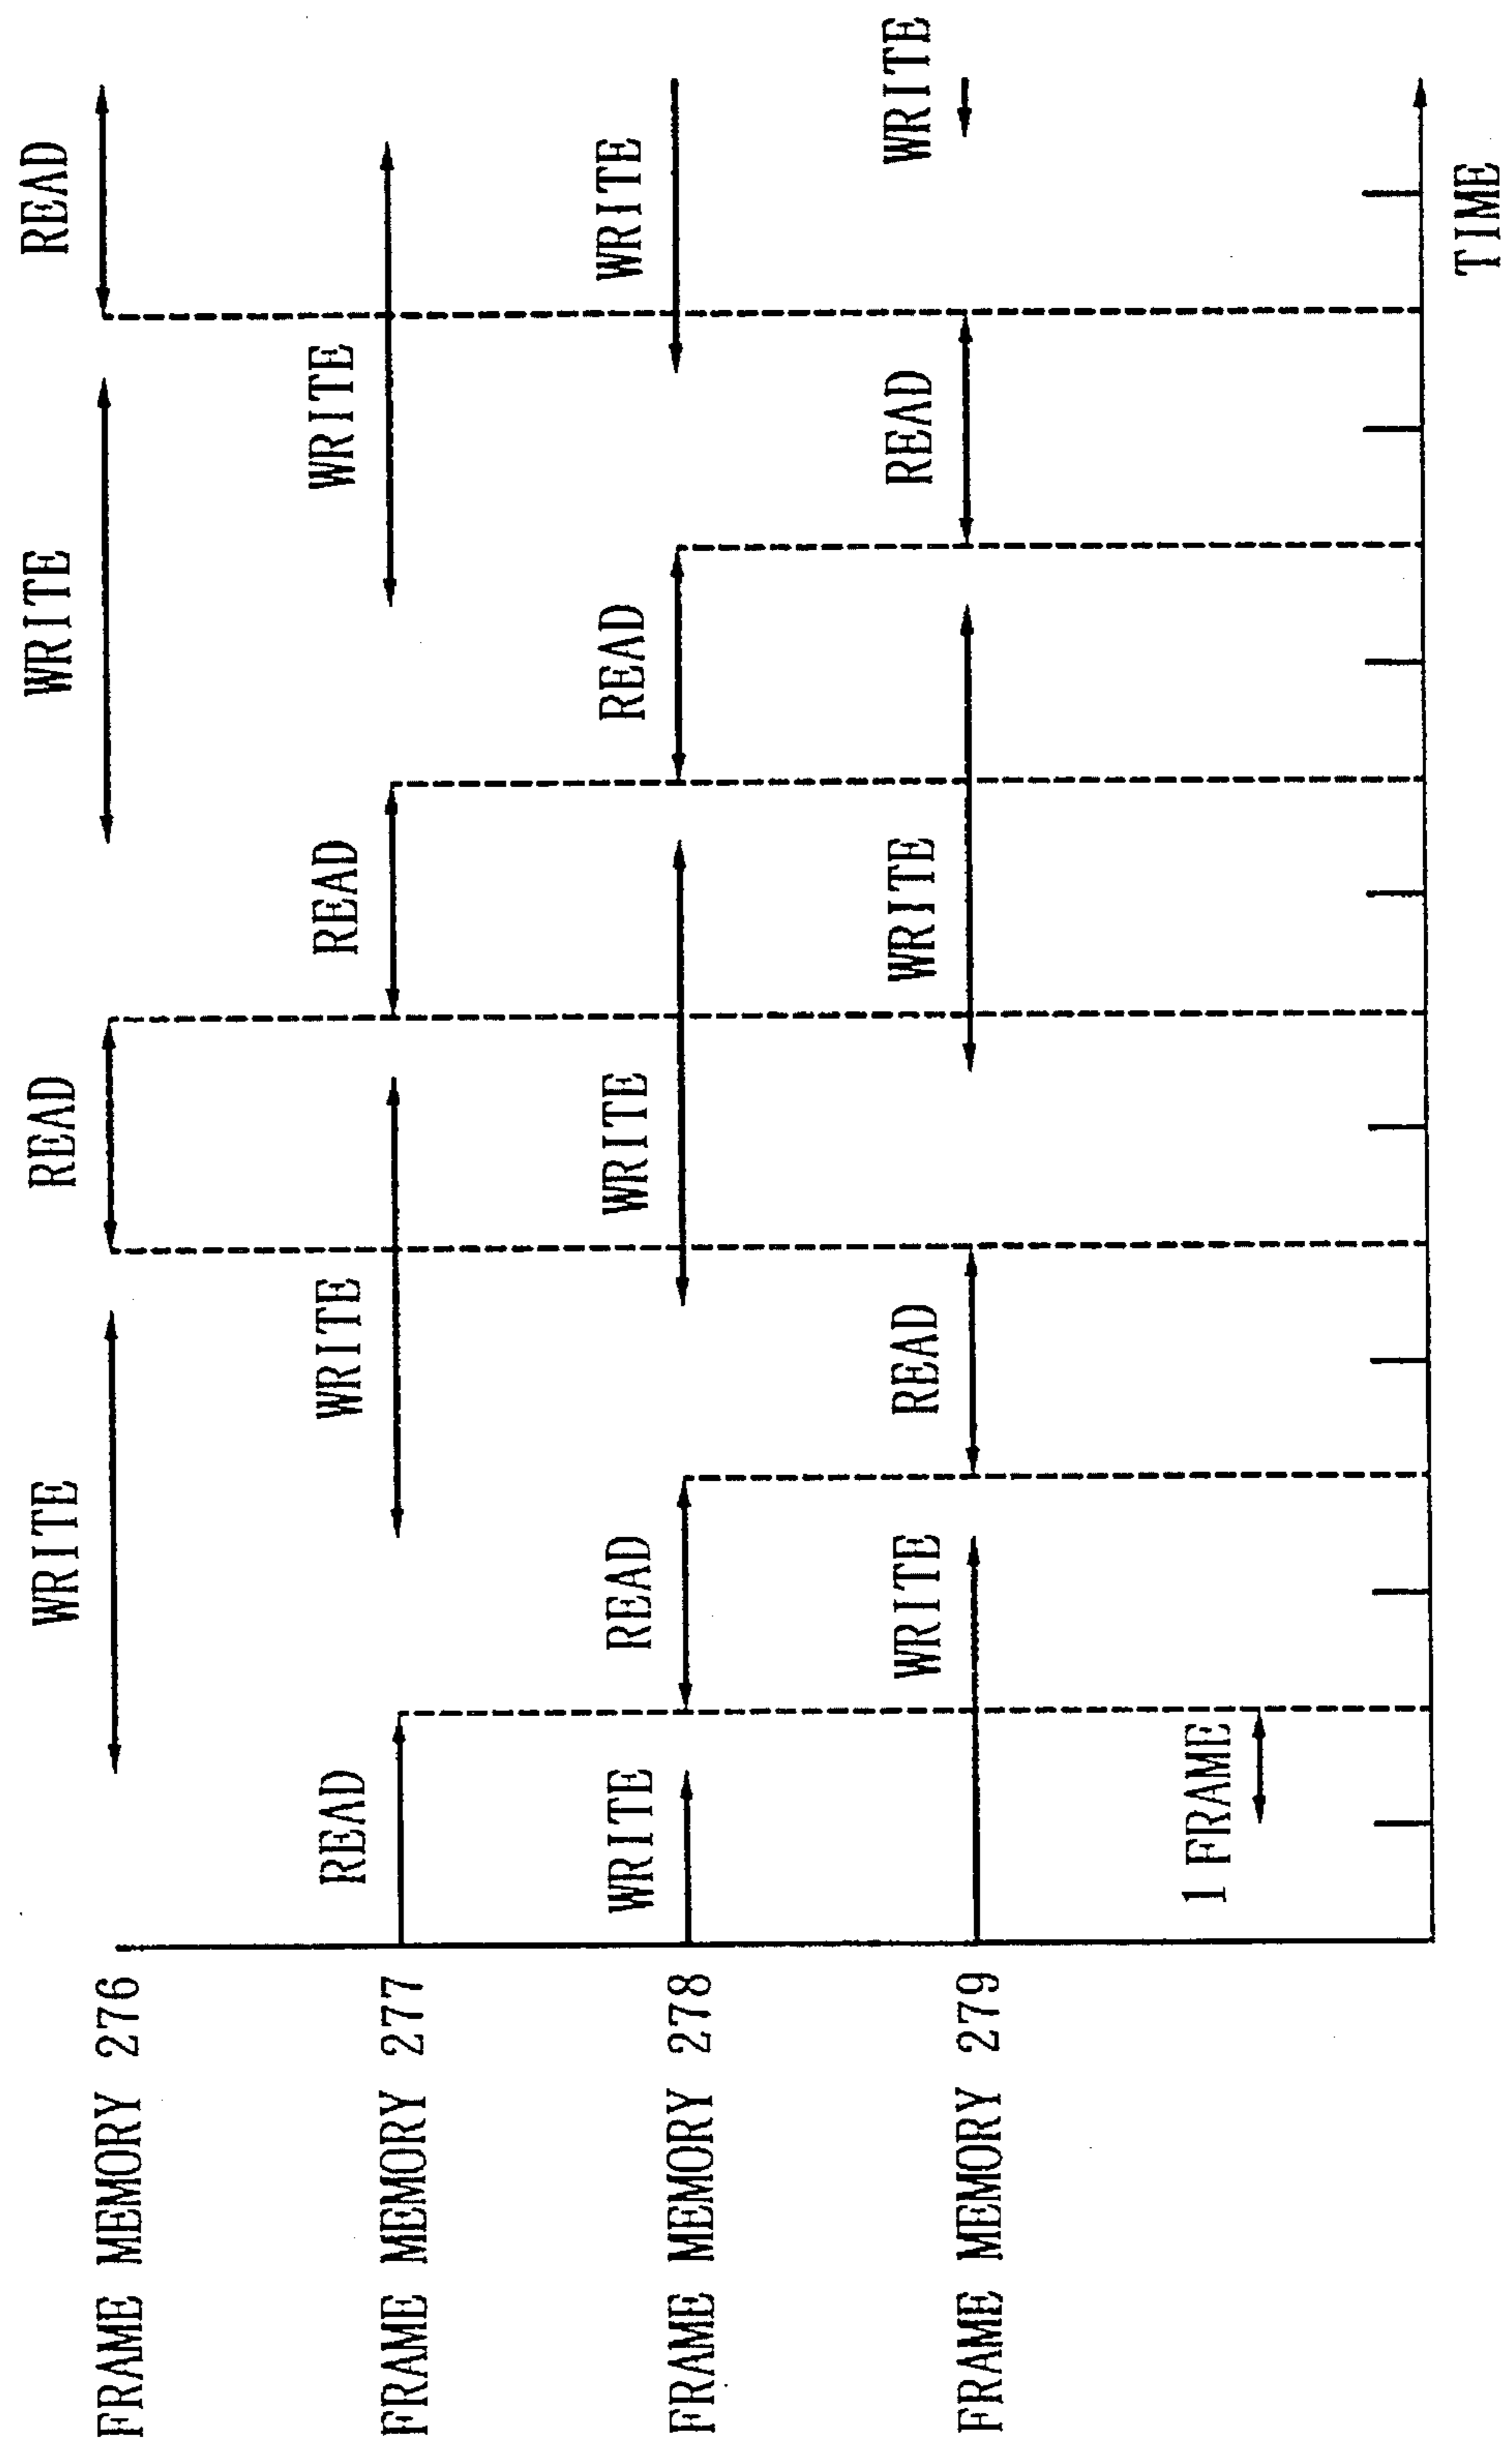 FRAME MEMORY 276
WRITE
READ
WRITE
READ
FRAME MEMORY 277
READ
WRITE
READ
WRITE
FRAME MEMORY 278
WRITE
READ
WRITE
READ
WRITE
FRAME MEMORY 279
WRITE
READ
WRITE
READ
WRITE
1 FRAME
TIME